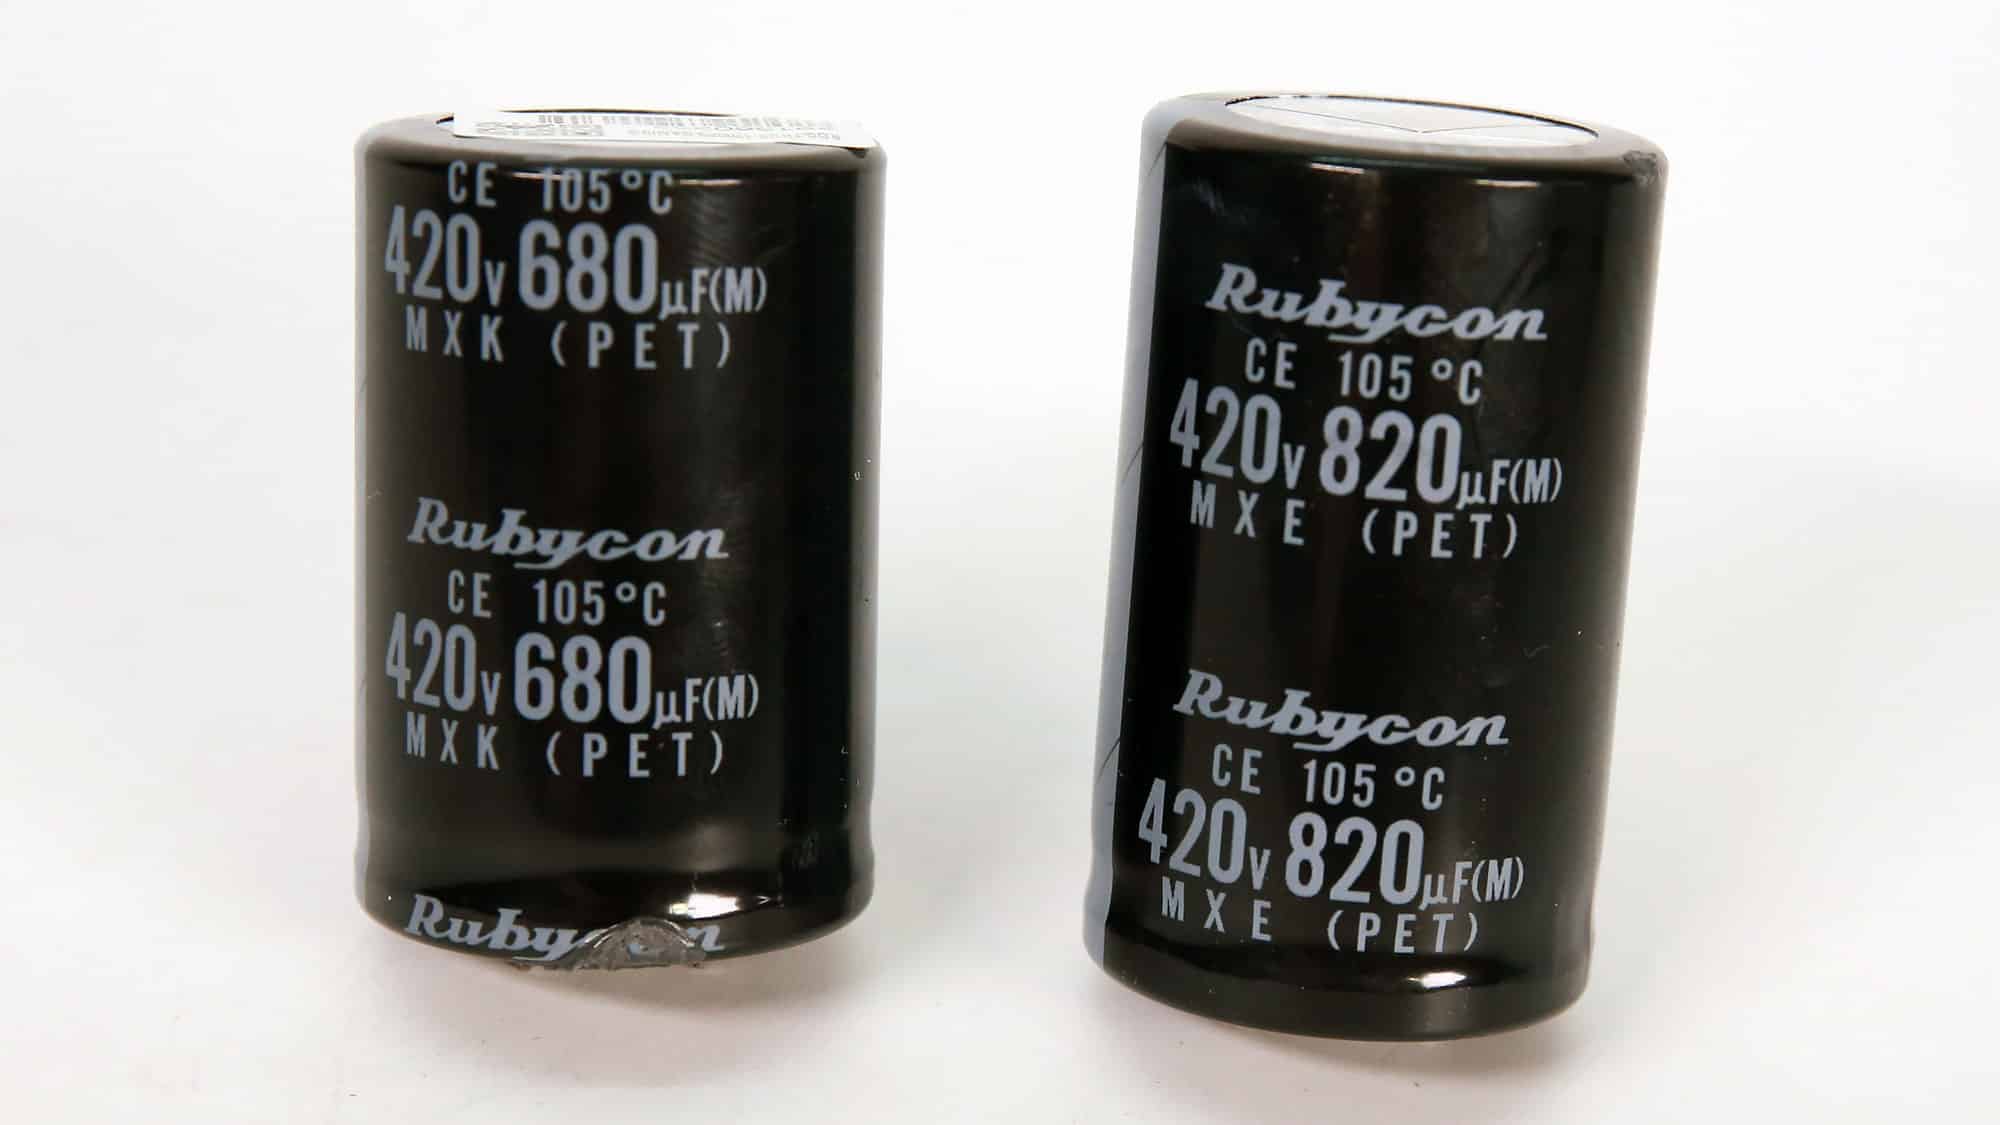 CE 105°C
420V 680µF(M)
MXK (PET)
Rubycon
CE 105°C
420V 680µF(M)
MXK (PET)
Rubycon
Rubycon
CE 105°C
420V 820µF(M)
MXE (PET)
Rubycon
CE 105°C
420V 820µF(M)
MXE (PET)